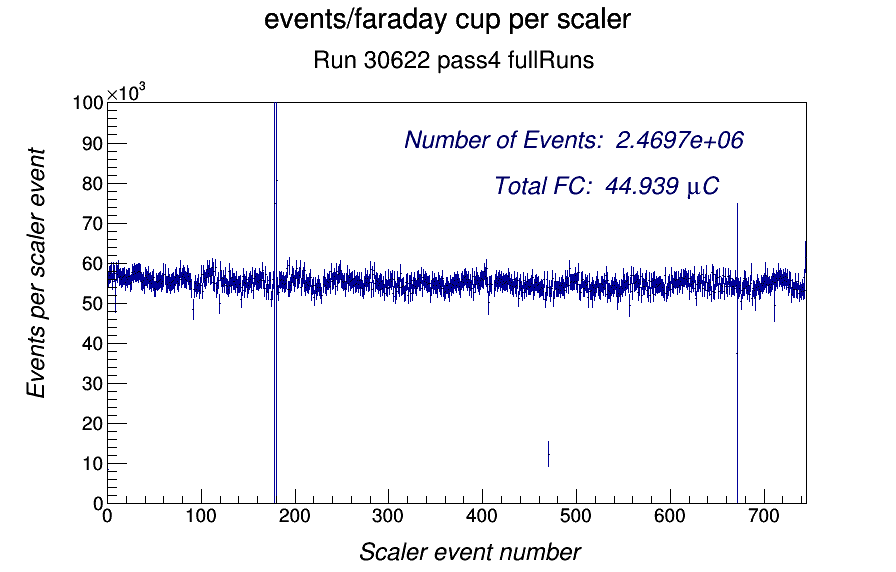 events/faraday cup per scaler
Run 30622 pass4 fullRuns
×10³
100
90
80
70
60
50
40
30
20
10
0
Events per scaler event
Number of Events: 2.4697e+06
Total FC: 44.939 μC
0 100 200 300 400 500 600 700
Scaler event number